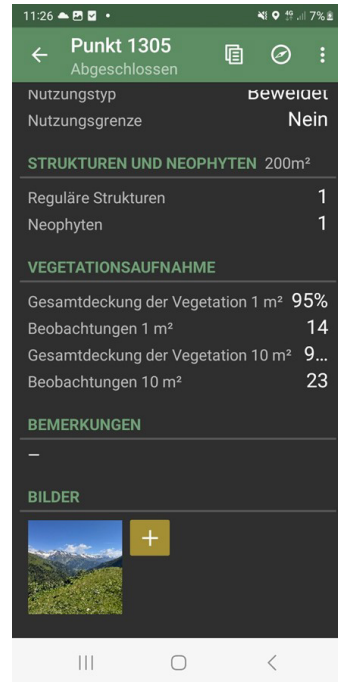 11:26 4G 7%
Punkt 1305
Abgeschlossen
Nutzungstyp Beweidet
Nutzungsgrenze Nein
STRUKTUREN UND NEOPHYTEN 200m²
Reguläre Strukturen 1
Neophyten 1
VEGETATIONSAUFNAHME
Gesamtdeckung der Vegetation 1 m² 95%
Beobachtungen 1 m² 14
Gesamtdeckung der Vegetation 10 m² 9...
Beobachtungen 10 m² 23
BEMERKUNGEN
–
BILDER
+